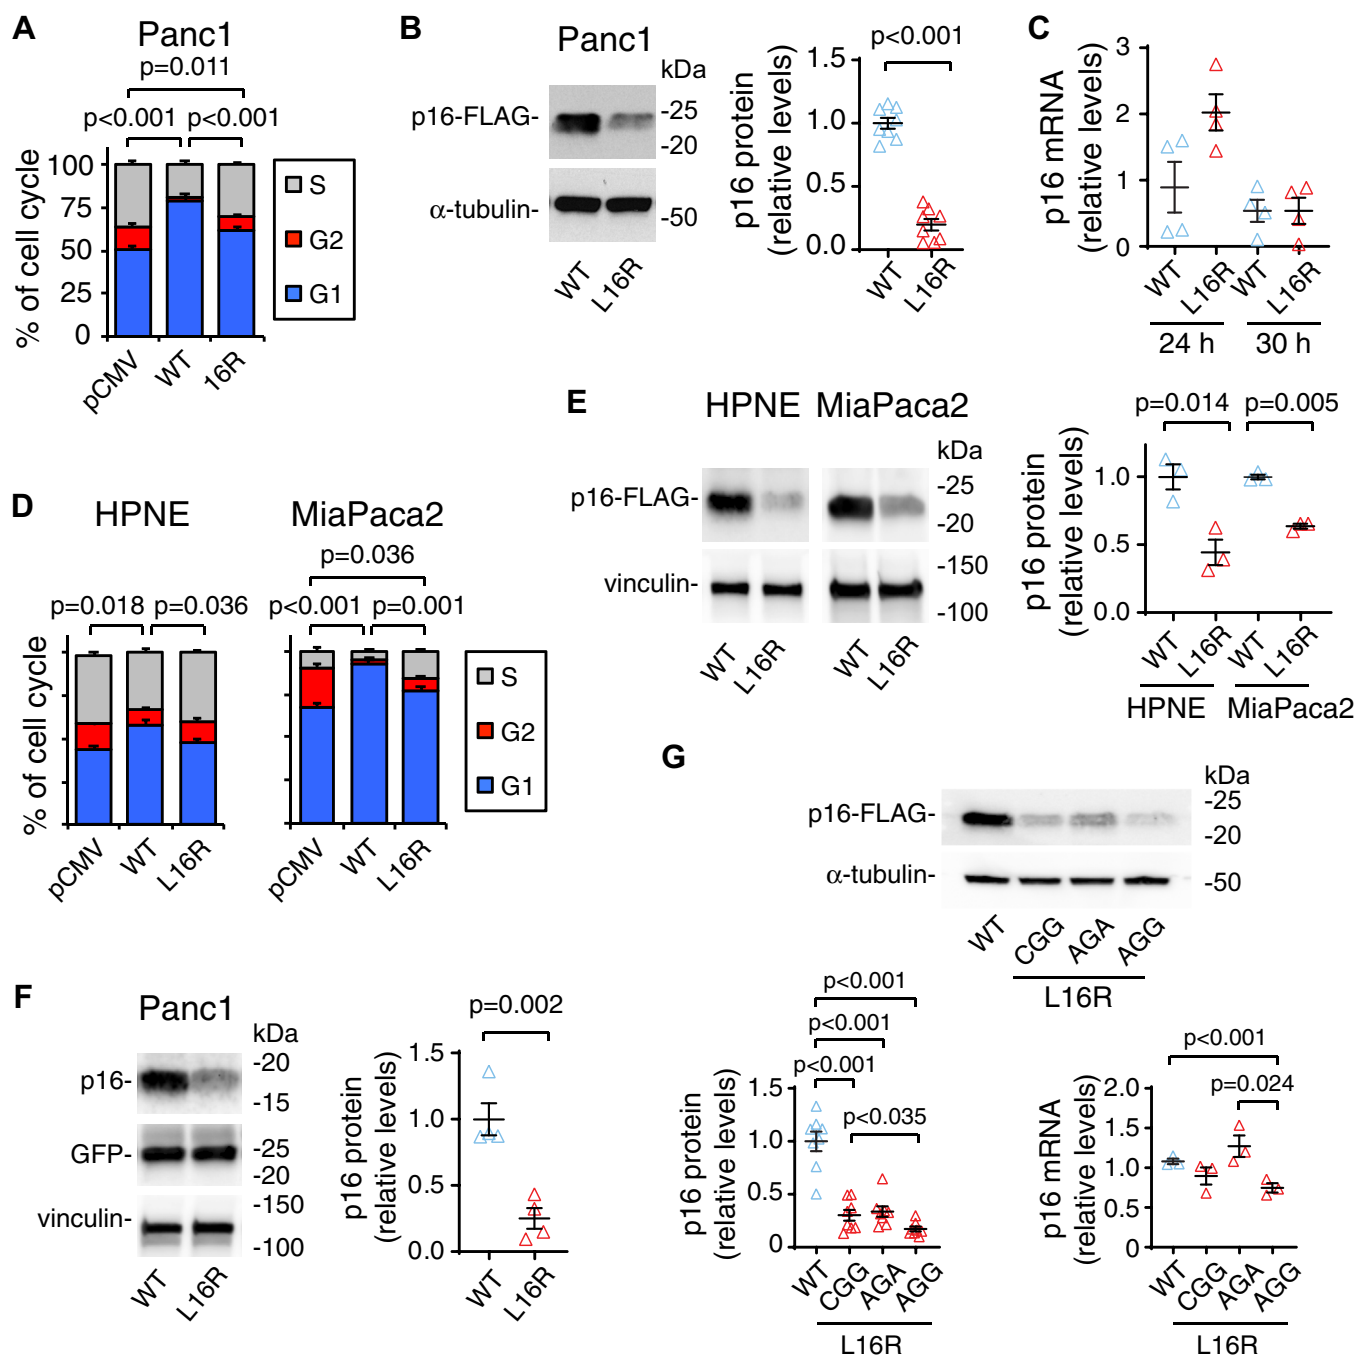 A
Panc1
p=0.011
p<0.001 p<0.001
% of cell cycle
100
75
50
25
0
pCMV
WT
16R
S
G2
G1
B
Panc1
kDa
p16-FLAG-
-25
-20
α-tubulin-
-50
WT
L16R
p16 protein
(relative levels)
p<0.001
1.5
1.0
0.5
0.0
WT
L16R
C
p16 mRNA
(relative levels)
3
2
1
0
WT
L16R
WT
L16R
24 h
30 h
D
HPNE
MiaPaca2
p=0.036
p=0.018 p=0.036
p<0.001 p=0.001
% of cell cycle
pCMV
WT
L16R
pCMV
WT
L16R
S
G2
G1
E
HPNE MiaPaca2
kDa
p16-FLAG-
-25
-20
vinculin-
-150
-100
WT
L16R
WT
L16R
p=0.014 p=0.005
p16 protein
(relative levels)
1.0
0.5
0.0
WT
L16R
WT
L16R
HPNE MiaPaca2
F
Panc1
kDa
p16-
-20
-15
GFP-
-25
-20
vinculin-
-150
-100
WT
L16R
p=0.002
p16 protein
(relative levels)
1.5
1.0
0.5
0.0
WT
L16R
G
kDa
p16-FLAG-
-25
-20
α-tubulin-
-50
WT
CGG
AGA
AGG
L16R
p<0.001
p<0.001
p<0.001
p<0.035
p16 protein
(relative levels)
1.5
1.0
0.5
0
WT
CGG
AGA
AGG
L16R
p<0.001
p=0.024
p16 mRNA
(relative levels)
2.0
1.5
1.0
0.5
0
WT
CGG
AGA
AGG
L16R